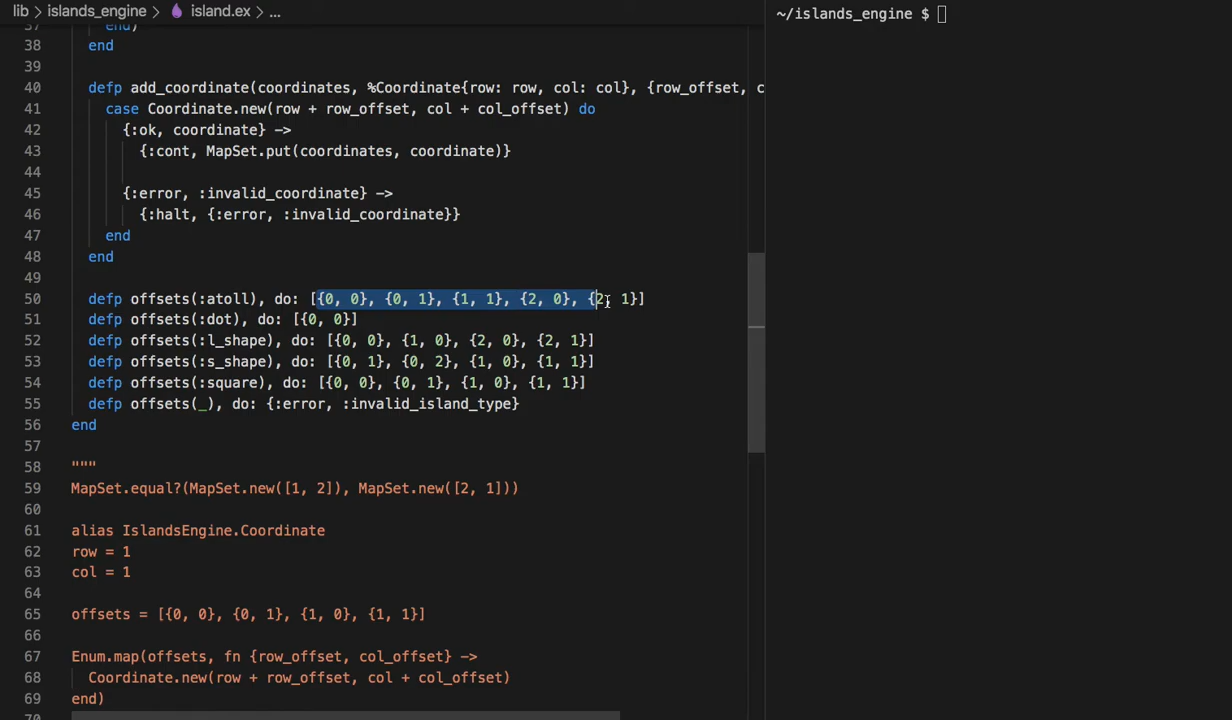 lib > islands_engine > island.ex > ...
~/islands_engine $
37 end)
38 end
39
40 defp add_coordinate(coordinates, %Coordinate{row: row, col: col}, {row_offset, c
41 case Coordinate.new(row + row_offset, col + col_offset) do
42 {:ok, coordinate} ->
43 {:cont, MapSet.put(coordinates, coordinate)}
44
45 {:error, :invalid_coordinate} ->
46 {:halt, {:error, :invalid_coordinate}}
47 end
48 end
49
50 defp offsets(:atoll), do: [{0, 0}, {0, 1}, {1, 1}, {2, 0}, {2, 1}]
51 defp offsets(:dot), do: [{0, 0}]
52 defp offsets(:l_shape), do: [{0, 0}, {1, 0}, {2, 0}, {2, 1}]
53 defp offsets(:s_shape), do: [{0, 1}, {0, 2}, {1, 0}, {1, 1}]
54 defp offsets(:square), do: [{0, 0}, {0, 1}, {1, 0}, {1, 1}]
55 defp offsets(_), do: {:error, :invalid_island_type}
56 end
57
58 """
59 MapSet.equal?(MapSet.new([1, 2]), MapSet.new([2, 1]))
60
61 alias IslandsEngine.Coordinate
62 row = 1
63 col = 1
64
65 offsets = [{0, 0}, {0, 1}, {1, 0}, {1, 1}]
66
67 Enum.map(offsets, fn {row_offset, col_offset} ->
68 Coordinate.new(row + row_offset, col + col_offset)
69 end)
70